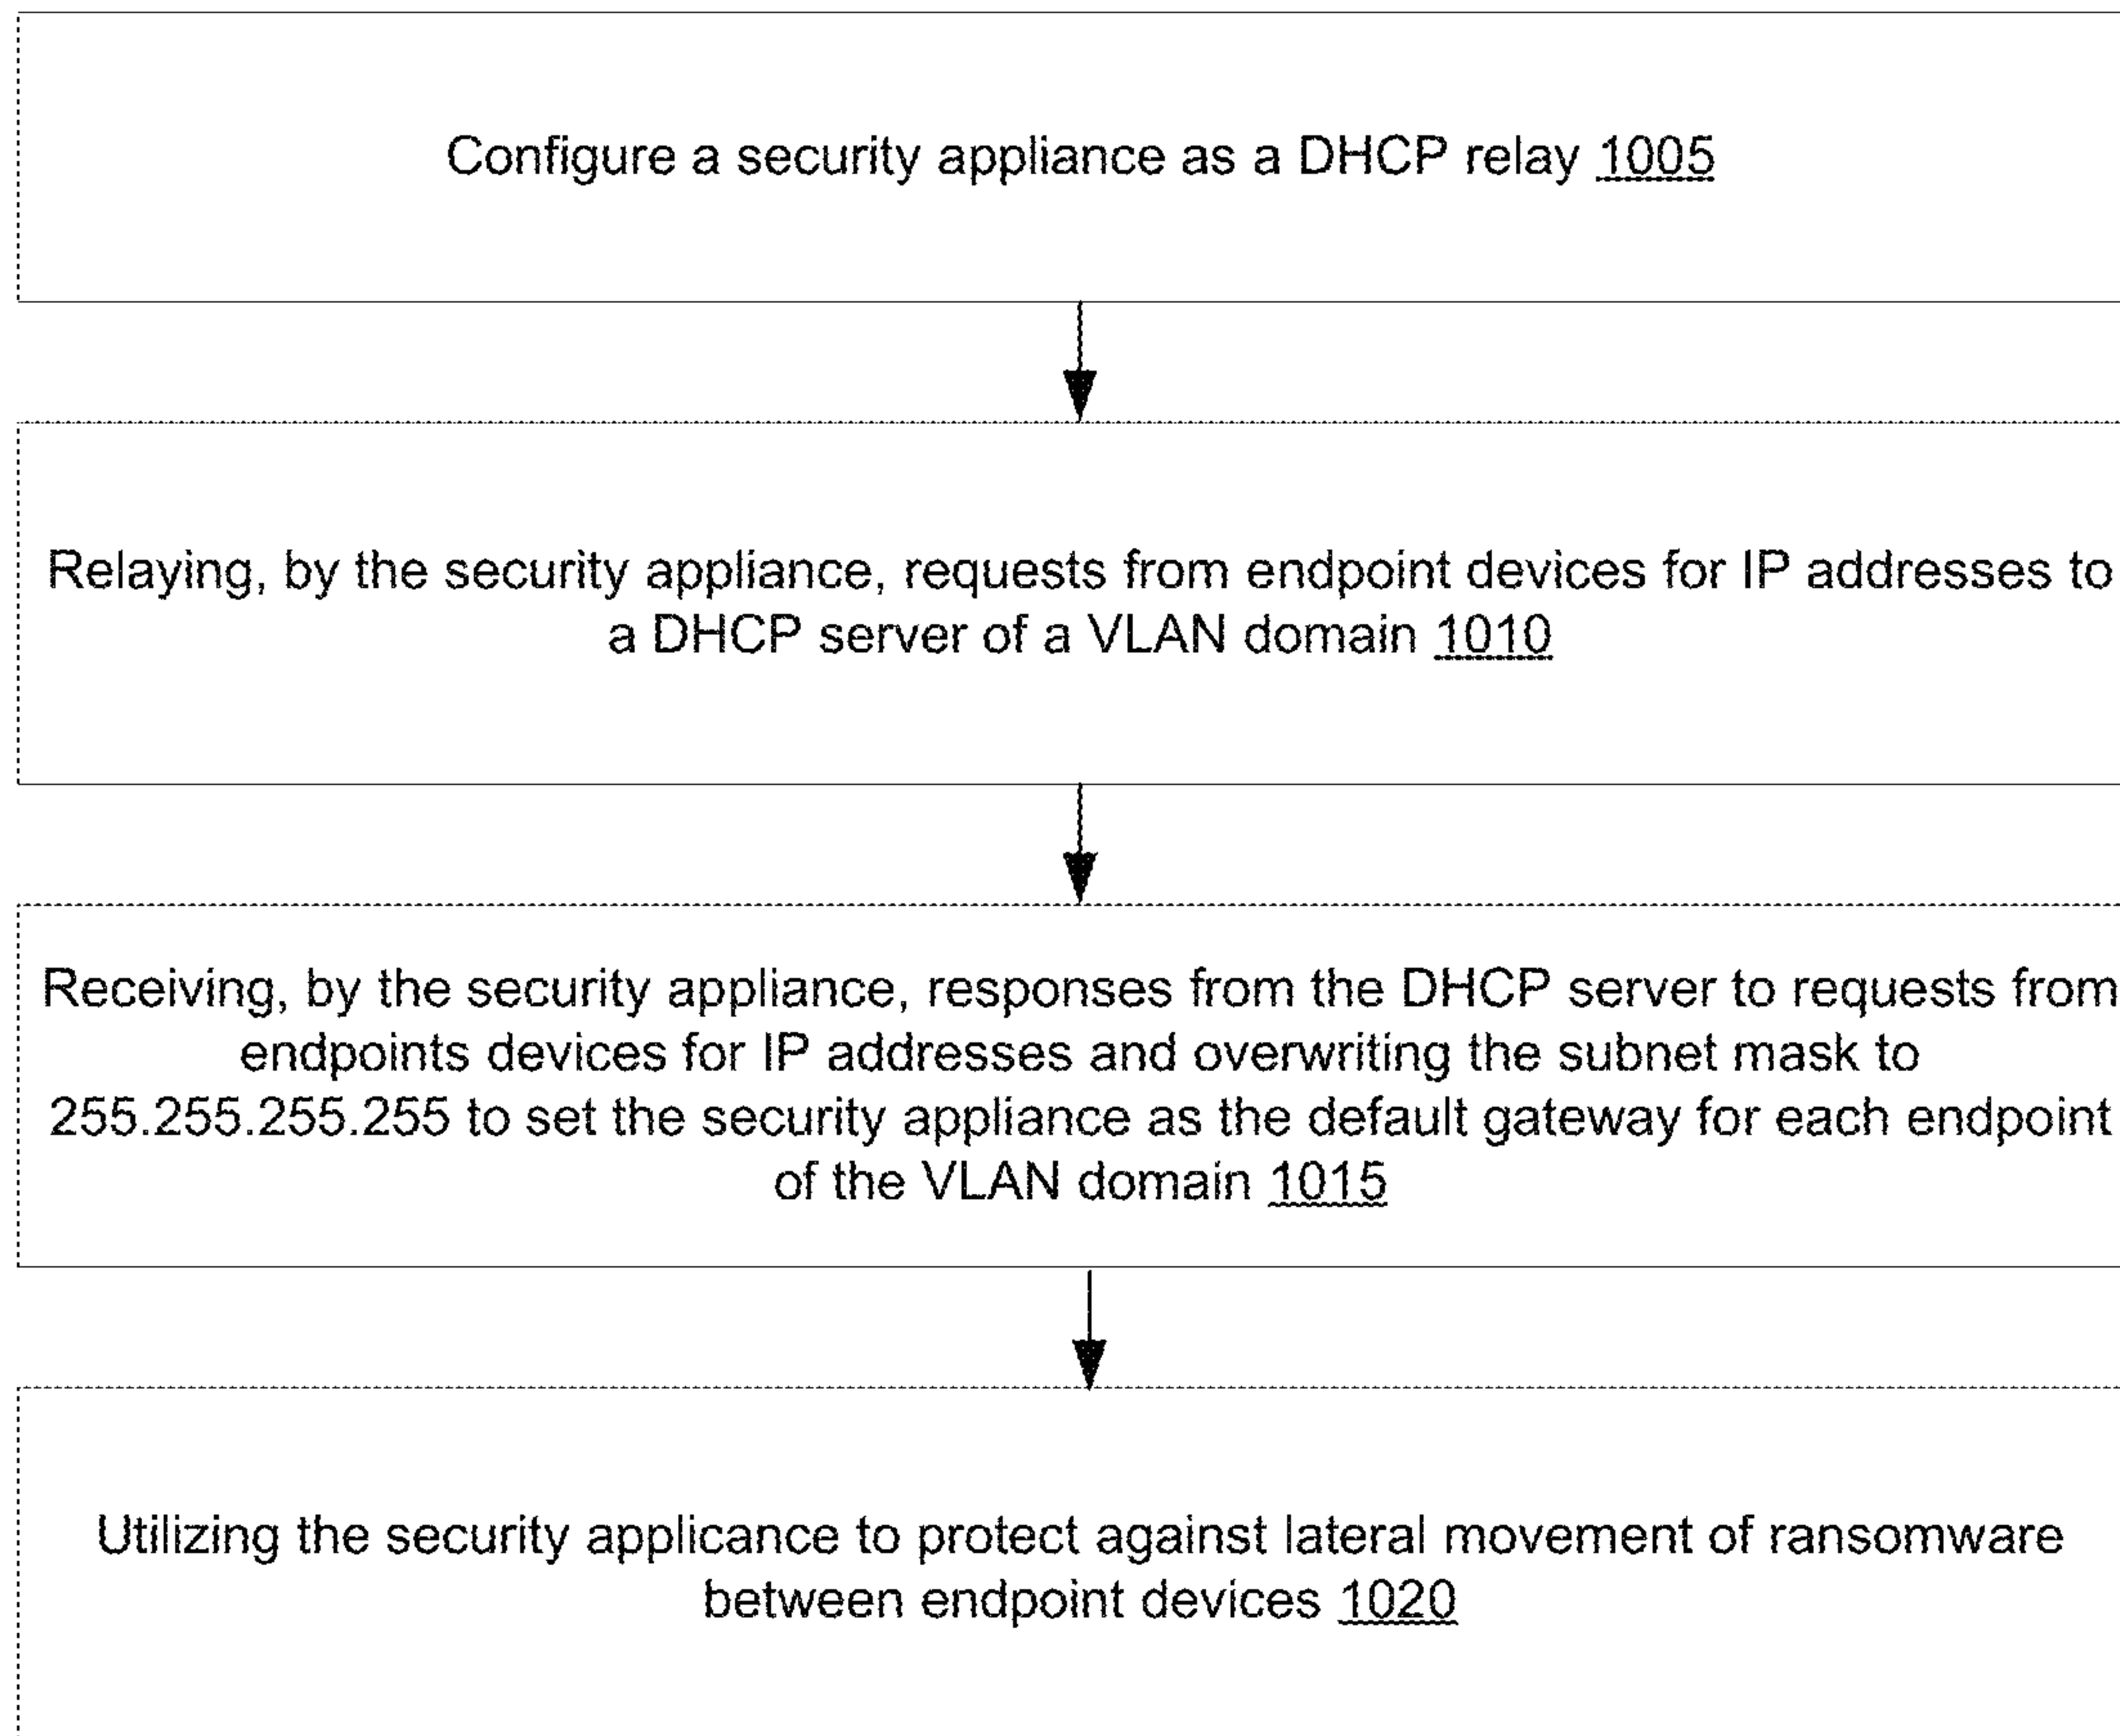 Configure a security appliance as a DHCP relay 1005
Relaying, by the security appliance, requests from endpoint devices for IP addresses to
a DHCP server of a VLAN domain 1010
Receiving, by the security appliance, responses from the DHCP server to requests from
endpoints devices for IP addresses and overwriting the subnet mask to
255.255.255.255 to set the security appliance as the default gateway for each endpoint
of the VLAN domain 1015
Utilizing the security applicance to protect against lateral movement of ransomware
between endpoint devices 1020